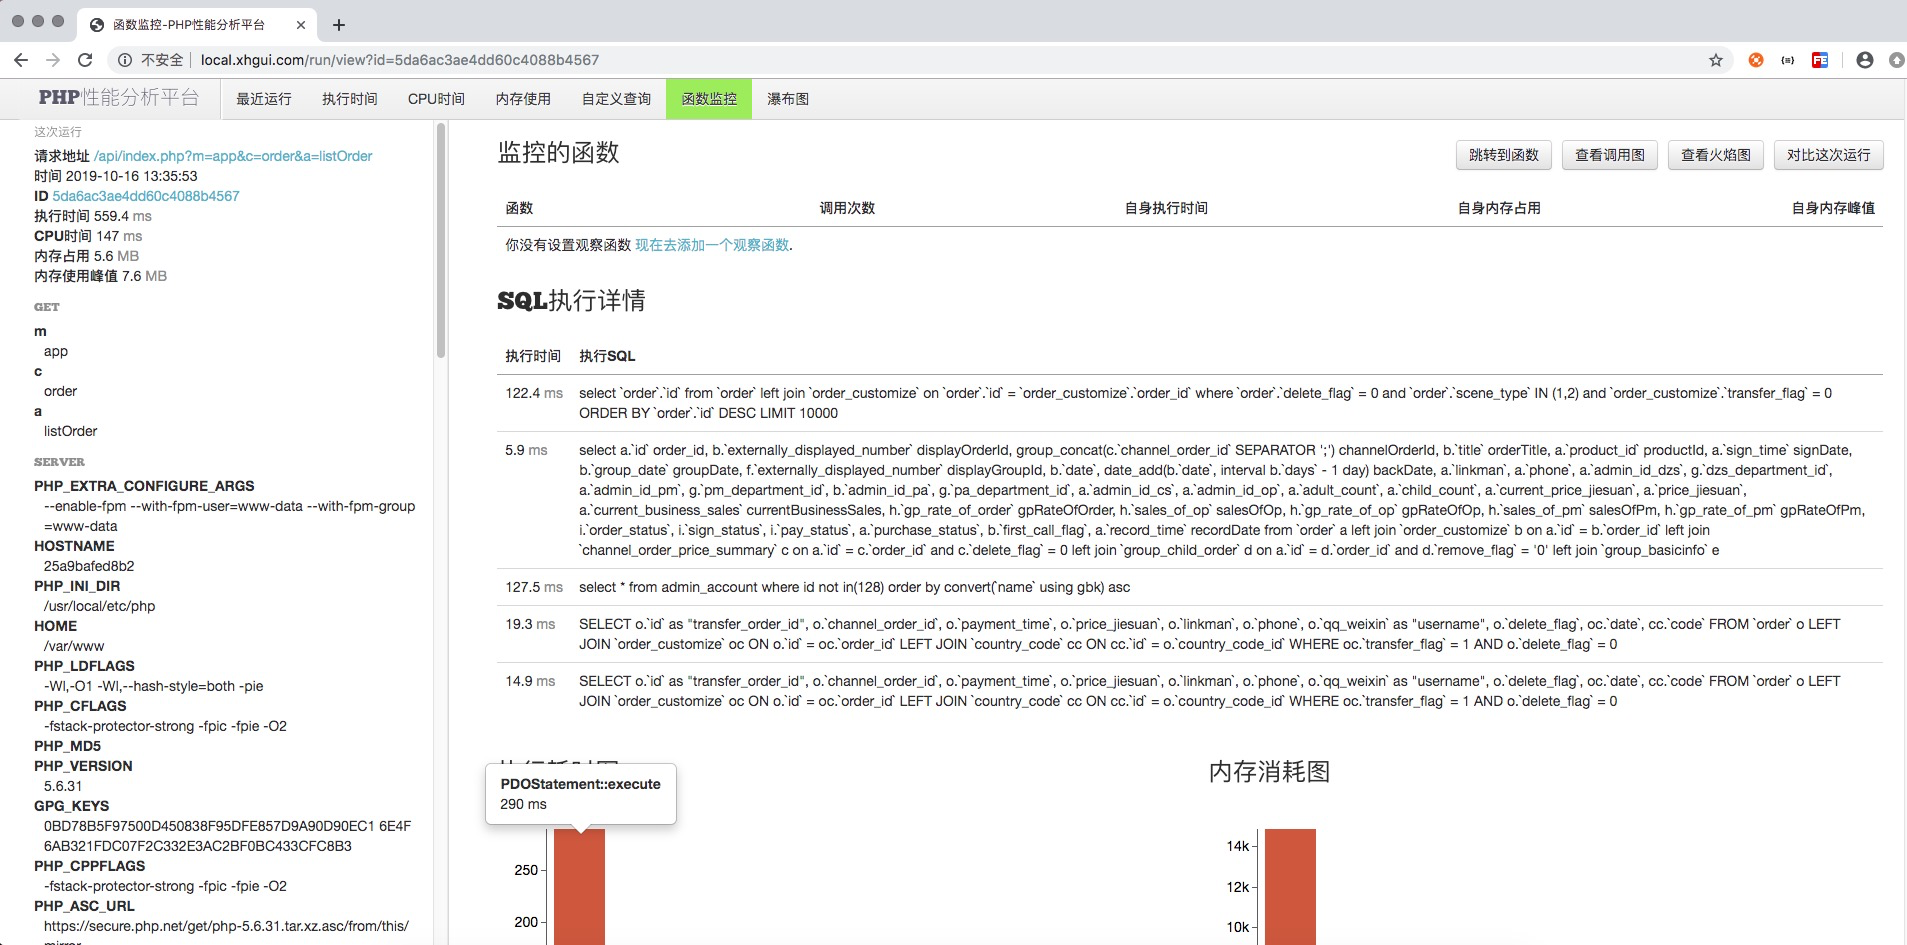 函数监控-PHP性能分析平台
不安全 local.xhgui.com/run/view?id=5da6ac3ae4dd60c4088b4567
PHP性能分析平台 最近运行 执行时间 CPU时间 内存使用 自定义查询 函数监控 瀑布图
这次运行
请求地址 /api/index.php?m=app&c=order&a=listOrder
时间 2019-10-16 13:35:53
ID 5da6ac3ae4dd60c4088b4567
执行时间 559.4 ms
CPU时间 147 ms
内存占用 5.6 MB
内存使用峰值 7.6 MB
GET
m
app
c
order
a
listOrder
SERVER
PHP_EXTRA_CONFIGURE_ARGS
--enable-fpm --with-fpm-user=www-data --with-fpm-group
=www-data
HOSTNAME
25a9bafed8b2
PHP_INI_DIR
/usr/local/etc/php
HOME
/var/www
PHP_LDFLAGS
-Wl,-O1 -Wl,--hash-style=both -pie
PHP_CFLAGS
-fstack-protector-strong -fpic -fpie -O2
PHP_MD5
PHP_VERSION
5.6.31
GPG_KEYS
0BD78B5F97500D450838F95DFE857D9A90D90EC1 6E4F
6AB321FDC07F2C332E3AC2BF0BC433CFC8B3
PHP_CPPFLAGS
-fstack-protector-strong -fpic -fpie -O2
PHP_ASC_URL
https://secure.php.net/get/php-5.6.31.tar.xz.asc/from/this/
mirror
监控的函数
跳转到函数 查看调用图 查看火焰图 对比这次运行
函数 调用次数 自身执行时间 自身内存占用 自身内存峰值
你没有设置观察函数 现在去添加一个观察函数.
SQL执行详情
执行时间 执行SQL
122.4 ms select `order`.`id` from `order` left join `order_customize` on `order`.`id` = `order_customize`.`order_id` where `order`.`delete_flag` = 0 and `order`.`scene_type` IN (1,2) and `order_customize`.`transfer_flag` = 0
ORDER BY `order`.`id` DESC LIMIT 10000
5.9 ms select a.`id` order_id, b.`externally_displayed_number` displayOrderId, group_concat(c.`channel_order_id` SEPARATOR ';') channelOrderId, b.`title` orderTitle, a.`product_id` productId, a.`sign_time` signDate,
b.`group_date` groupDate, f.`externally_displayed_number` displayGroupId, b.`date`, date_add(b.`date`, interval b.`days` - 1 day) backDate, a.`linkman`, a.`phone`, a.`admin_id_dzs`, g.`dzs_department_id`,
a.`admin_id_pm`, g.`pm_department_id`, b.`admin_id_pa`, g.`pa_department_id`, a.`admin_id_cs`, a.`admin_id_op`, a.`adult_count`, a.`child_count`, a.`current_price_jiesuan`, a.`price_jiesuan`,
a.`current_business_sales` currentBusinessSales, h.`gp_rate_of_order` gpRateOfOrder, h.`sales_of_op` salesOfOp, h.`gp_rate_of_op` gpRateOfOp, h.`sales_of_pm` salesOfPm, h.`gp_rate_of_pm` gpRateOfPm,
i.`order_status`, i.`sign_status`, i.`pay_status`, a.`purchase_status`, b.`first_call_flag`, a.`record_time` recordDate from `order` a left join `order_customize` b on a.`id` = b.`order_id` left join
`channel_order_price_summary` c on a.`id` = c.`order_id` and c.`delete_flag` = 0 left join `group_child_order` d on a.`id` = d.`order_id` and d.`remove_flag` = '0' left join `group_basicinfo` e
127.5 ms select * from admin_account where id not in(128) order by convert(`name` using gbk) asc
19.3 ms SELECT o.`id` as "transfer_order_id", o.`channel_order_id`, o.`payment_time`, o.`price_jiesuan`, o.`linkman`, o.`phone`, o.`qq_weixin` as "username", o.`delete_flag`, oc.`date`, cc.`code` FROM `order` o LEFT
JOIN `order_customize` oc ON o.`id` = oc.`order_id` LEFT JOIN `country_code` cc ON cc.`id` = o.`country_code_id` WHERE oc.`transfer_flag` = 1 AND o.`delete_flag` = 0
14.9 ms SELECT o.`id` as "transfer_order_id", o.`channel_order_id`, o.`payment_time`, o.`price_jiesuan`, o.`linkman`, o.`phone`, o.`qq_weixin` as "username", o.`delete_flag`, oc.`date`, cc.`code` FROM `order` o LEFT
JOIN `order_customize` oc ON o.`id` = oc.`order_id` LEFT JOIN `country_code` cc ON cc.`id` = o.`country_code_id` WHERE oc.`transfer_flag` = 1 AND o.`delete_flag` = 0
PDOStatement::execute
290 ms
250
200
内存消耗图
14k
12k
10k